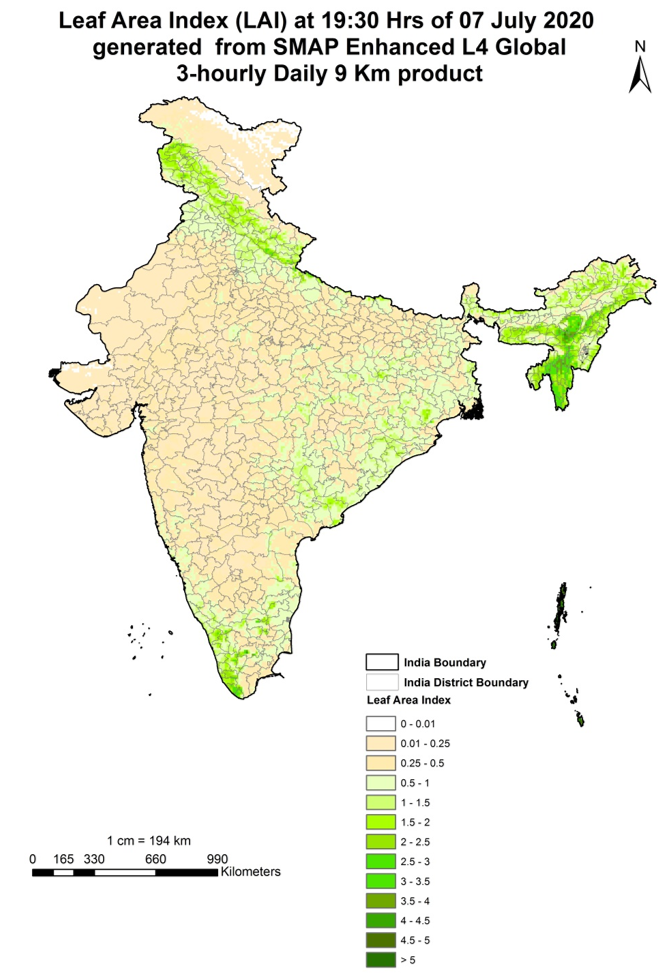 Leaf Area Index (LAI) at 19:30 Hrs of 07 July 2020
generated from SMAP Enhanced L4 Global
3-hourly Daily 9 Km product
N
India Boundary
India District Boundary
Leaf Area Index
0 - 0.01
0.01 - 0.25
0.25 - 0.5
0.5 - 1
1 - 1.5
1.5 - 2
2 - 2.5
2.5 - 3
3 - 3.5
3.5 - 4
4 - 4.5
4.5 - 5
> 5
1 cm = 194 km
0 165 330 660 990
Kilometers